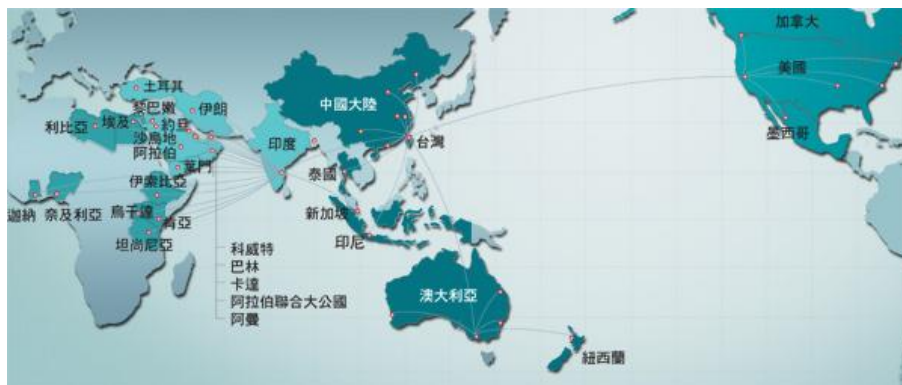 加拿大
美國
墨西哥
土耳其
黎巴嫩
伊朗
中國大陸
利比亞
埃及
約旦
沙烏地
阿拉伯
印度
台灣
葉門
泰國
伊索比亞
烏干達
新加坡
迦納
奈及利亞
肯亞
印尼
坦尚尼亞
科威特
巴林
卡達
阿拉伯聯合大公國
阿曼
澳大利亞
紐西蘭